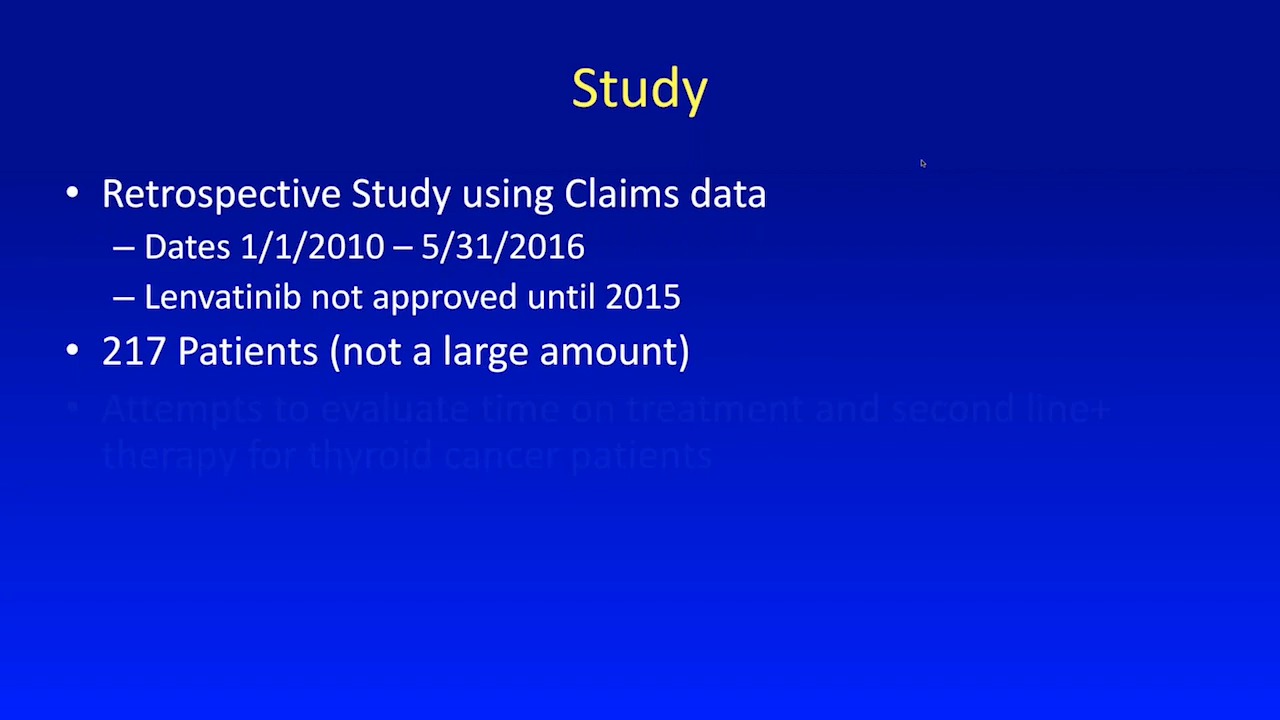 Study
• Retrospective Study using Claims data
– Dates 1/1/2010 – 5/31/2016
– Lenvatinib not approved until 2015
• 217 Patients (not a large amount)
• Attempts to evaluate time on treatment and second line+
therapy for thyroid cancer patients